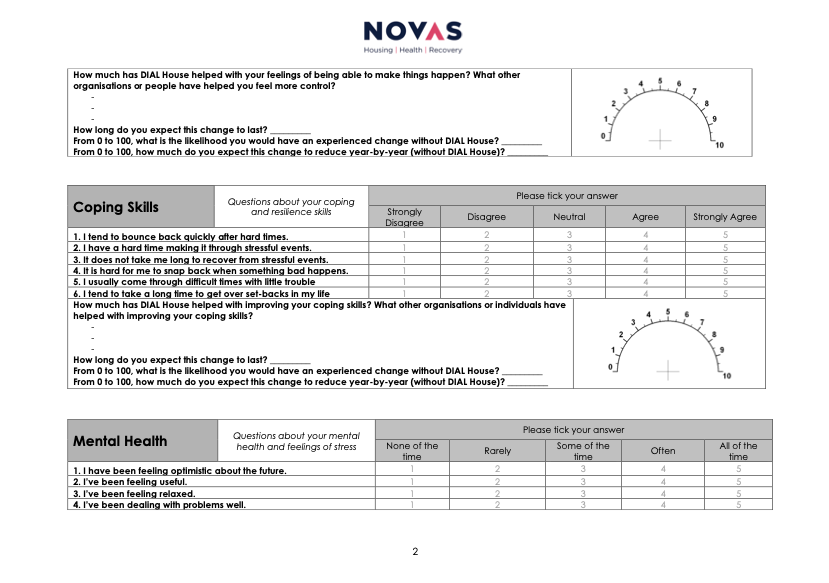 NOVAS
Housing | Health | Recovery
How much has DIAL House helped with your feelings of being able to make things happen? What other
organisations or people have helped you feel more control?
-
-
-
How long do you expect this change to last? _________
From 0 to 100, what is the likelihood you would have an experienced change without DIAL House? _________
From 0 to 100, how much do you expect this change to reduce year-by-year (without DIAL House)? _________
0 1 2 3 4 5 6 7 8 9 10
Coping Skills
Questions about your coping
and resilience skills
Please tick your answer
Strongly
Disagree
Disagree
Neutral
Agree
Strongly Agree
1. I tend to bounce back quickly after hard times. 1 2 3 4 5
2. I have a hard time making it through stressful events. 1 2 3 4 5
3. It does not take me long to recover from stressful events. 1 2 3 4 5
4. It is hard for me to snap back when something bad happens. 1 2 3 4 5
5. I usually come through difficult times with little trouble 1 2 3 4 5
6. I tend to take a long time to get over set-backs in my life 1 2 3 4 5
How much has DIAL House helped with improving your coping skills? What other organisations or individuals have
helped with improving your coping skills?
-
-
-
How long do you expect this change to last? _________
From 0 to 100, what is the likelihood you would have an experienced change without DIAL House? _________
From 0 to 100, how much do you expect this change to reduce year-by-year (without DIAL House)? _________
0 1 2 3 4 5 6 7 8 9 10
Mental Health
Questions about your mental
health and feelings of stress
Please tick your answer
None of the
time
Rarely
Some of the
time
Often
All of the
time
1. I have been feeling optimistic about the future. 1 2 3 4 5
2. I've been feeling useful. 1 2 3 4 5
3. I've been feeling relaxed. 1 2 3 4 5
4. I've been dealing with problems well. 1 2 3 4 5
2